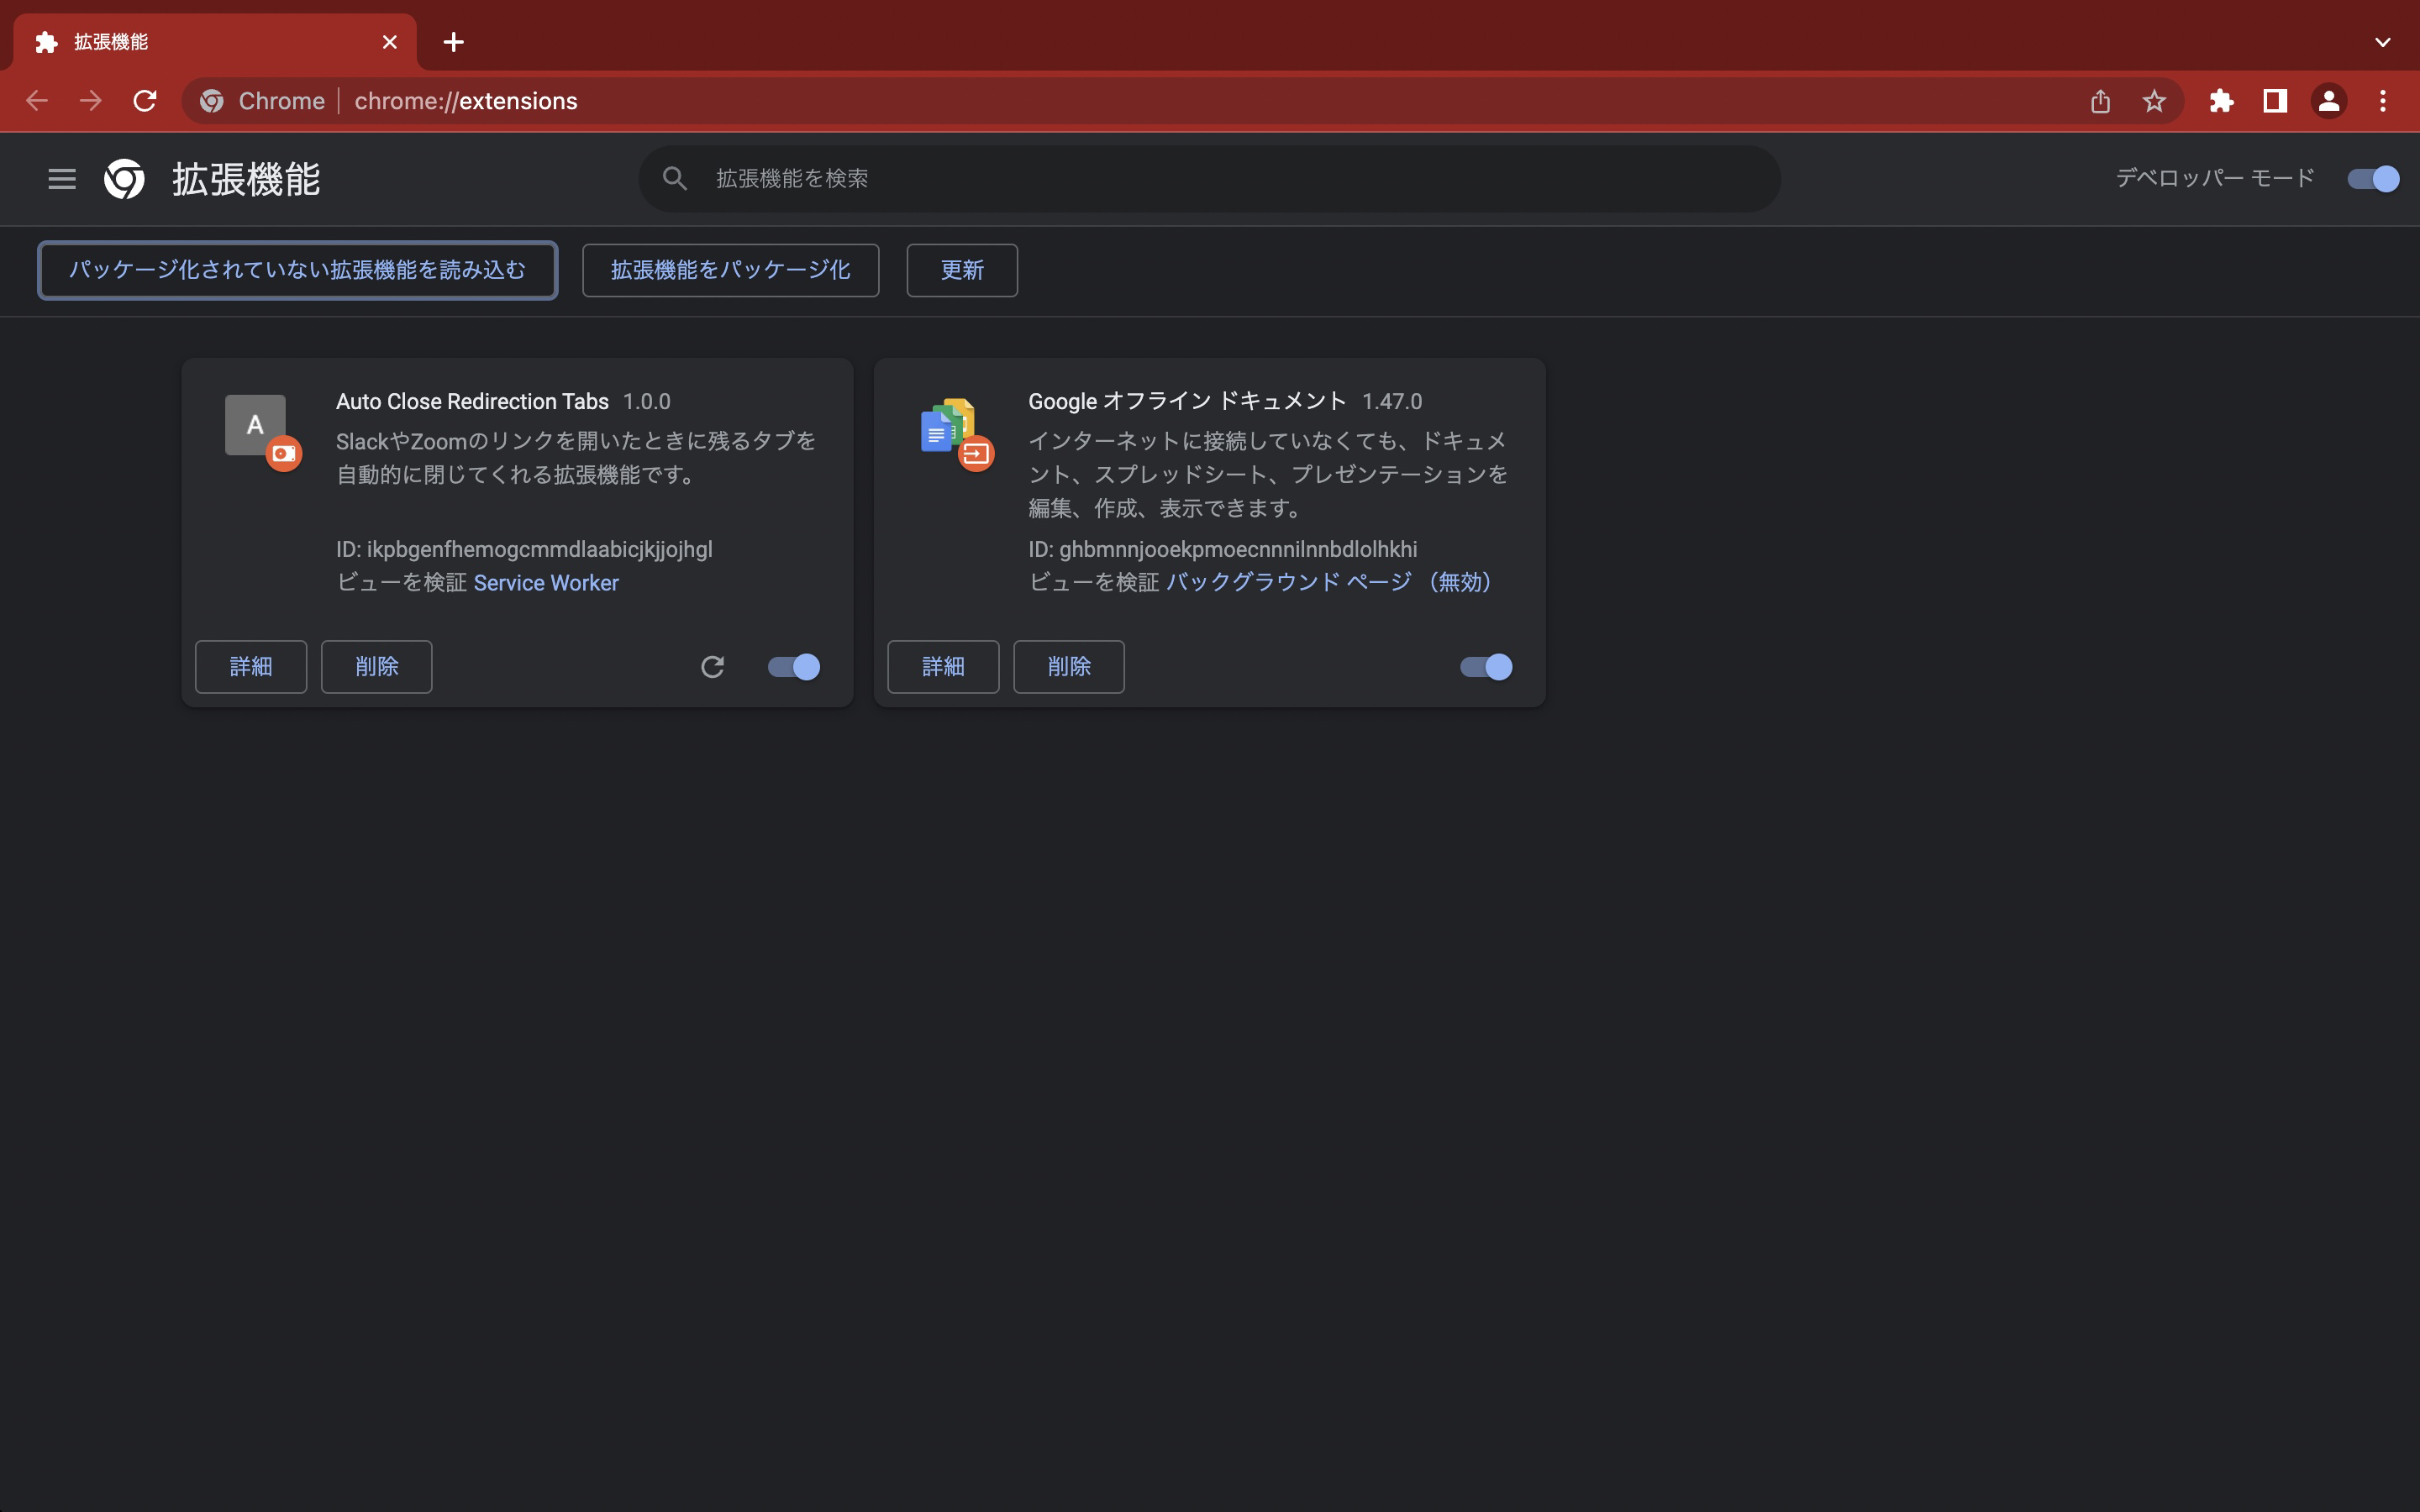 拡張機能
Chrome | chrome://extensions
拡張機能
拡張機能を検索
デベロッパー モード
パッケージ化されていない拡張機能を読み込む
拡張機能をパッケージ化
更新
A
Auto Close Redirection Tabs 1.0.0
SlackやZoomのリンクを開いたときに残るタブを
自動的に閉じてくれる拡張機能です。
ID: ikpbgenfhemogcmmdlaabicjkjjojhgl
ビューを検証 Service Worker
詳細
削除
Google オフライン ドキュメント 1.47.0
インターネットに接続していなくても、ドキュメ
ント、スプレッドシート、プレゼンテーションを
編集、作成、表示できます。
ID: ghbmnnjooekpmoecnnnilnnbdlolhkhi
ビューを検証 バックグラウンド ページ （無効）
詳細
削除